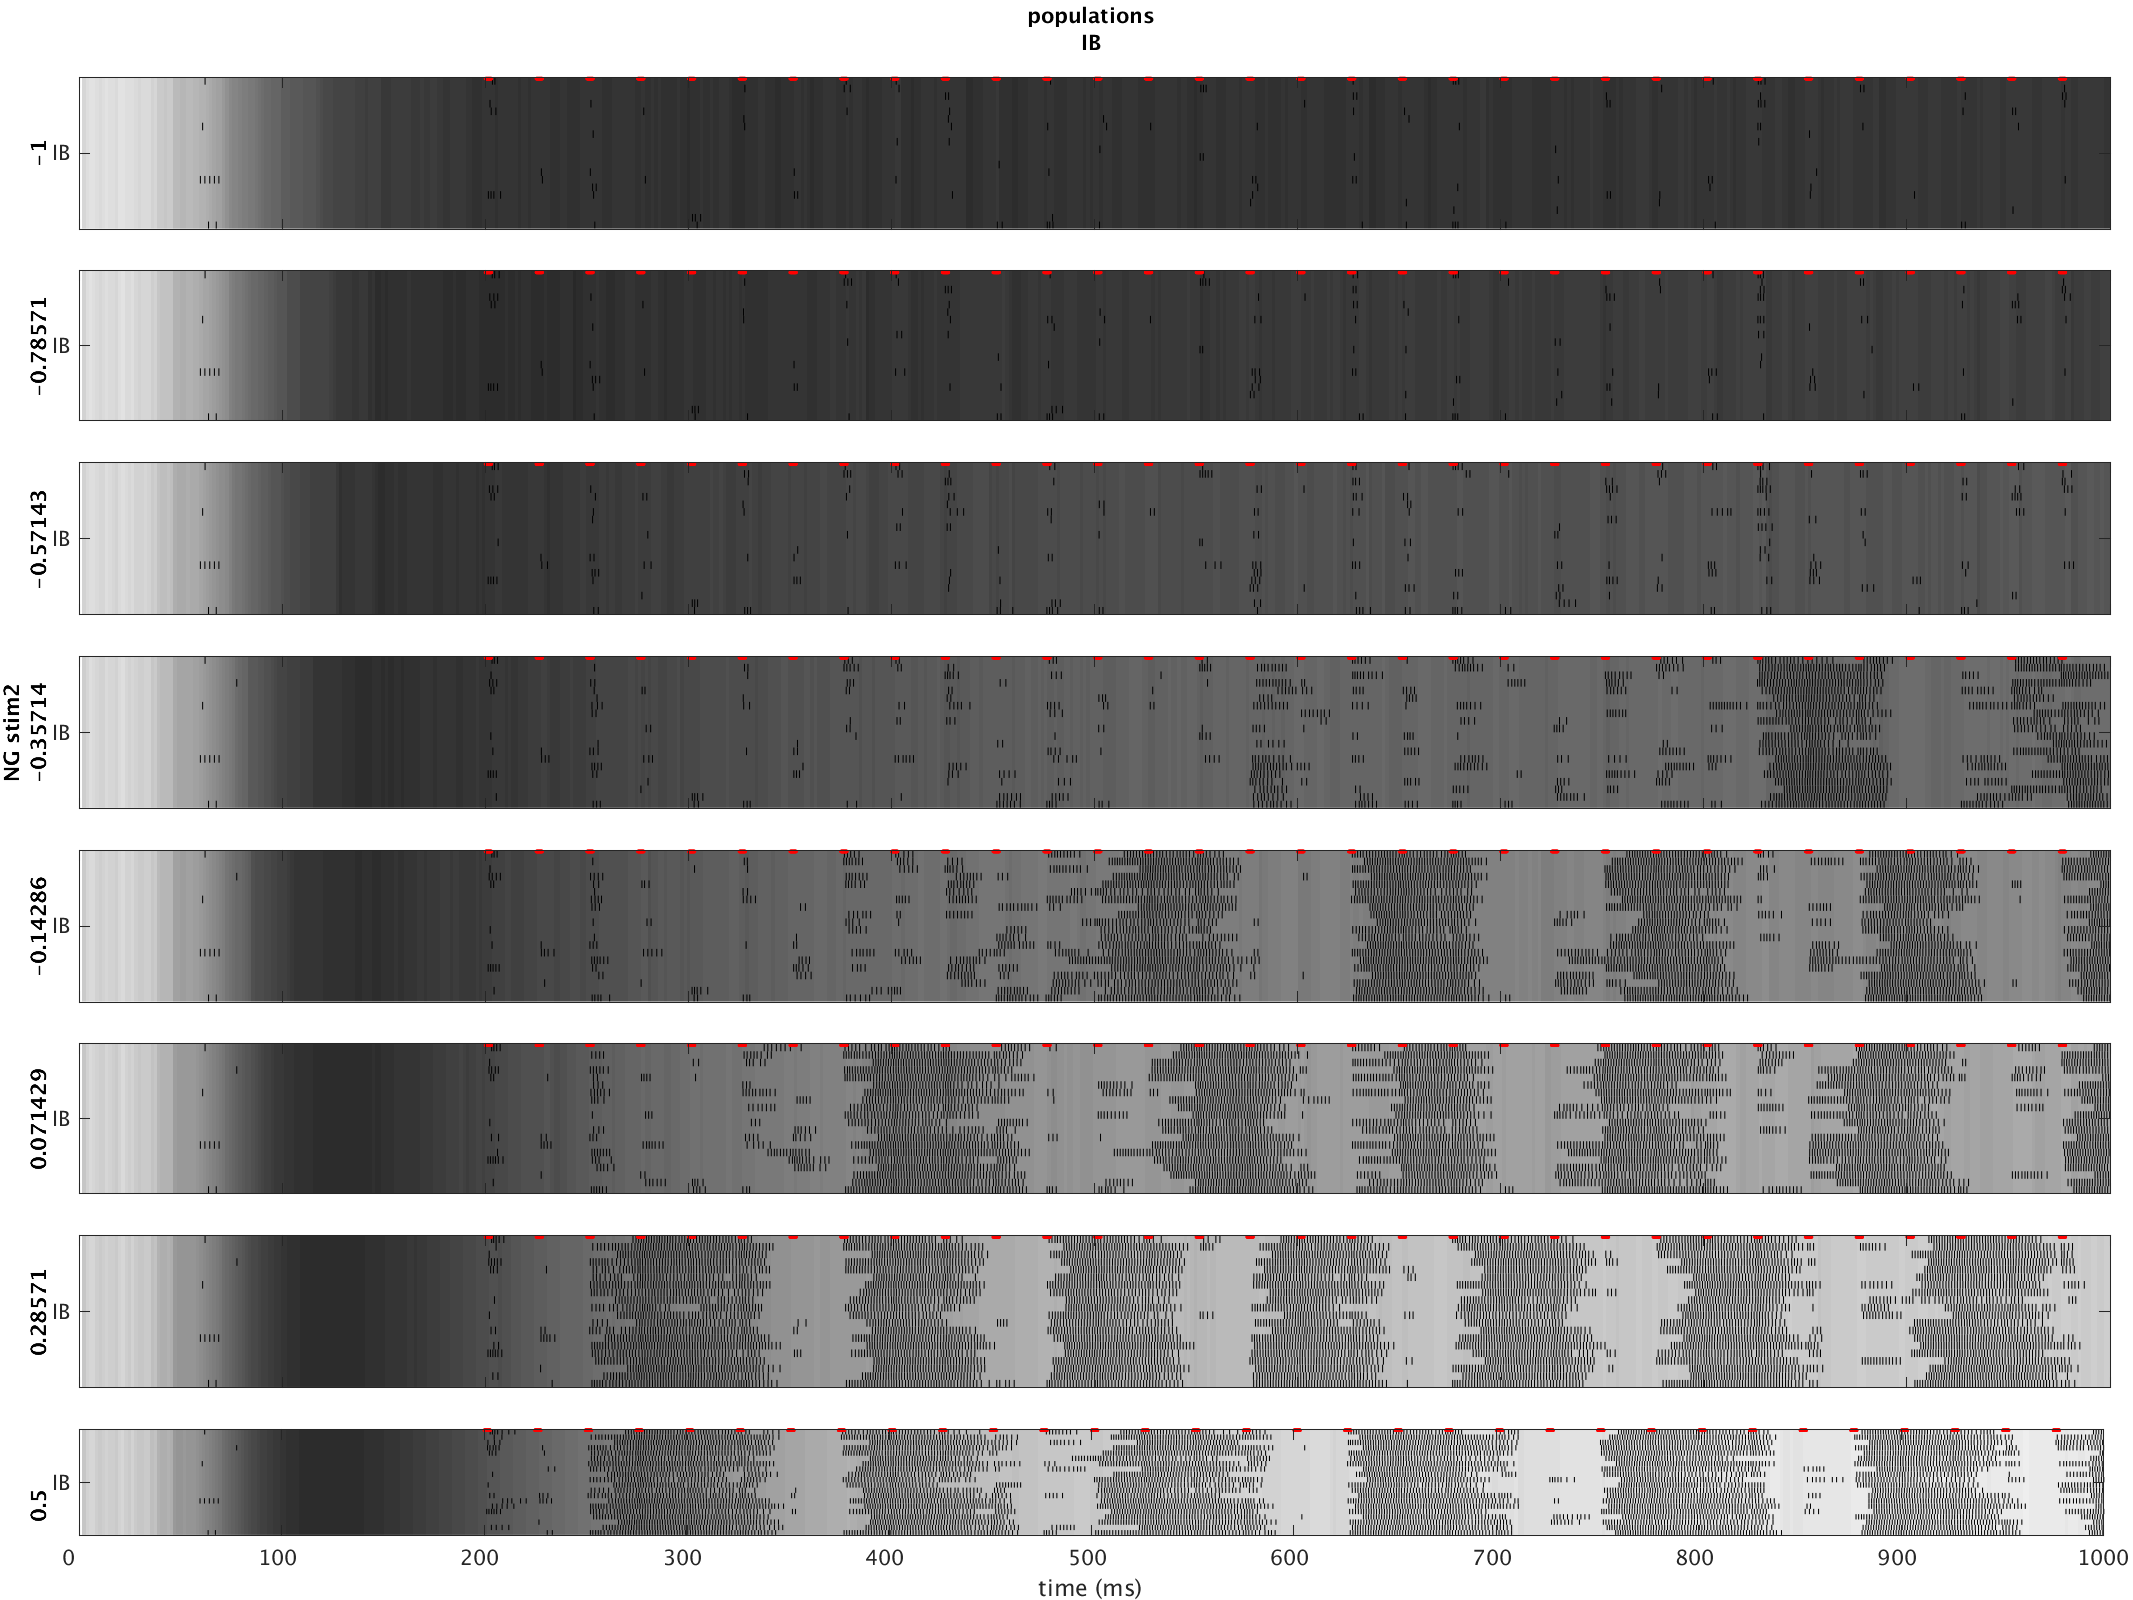 populations
IB
-1 IB
-0.78571 IB
-0.57143 IB
NG stim2
-0.35714 IB
-0.14286 IB
0.071429 IB
0.28571 IB
0.5 IB
0 100 200 300 400 500 600 700 800 900 1000
time (ms)